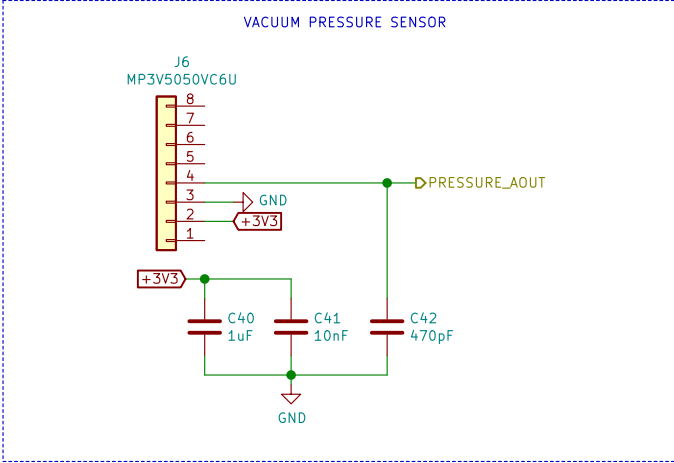 VACUUM PRESSURE SENSOR
J6
MP3V5050VC6U
8
7
6
5
4
PRESSURE_AOUT
3
GND
2
+3V3
1
+3V3
C40
1uF
C41
10nF
C42
470pF
GND